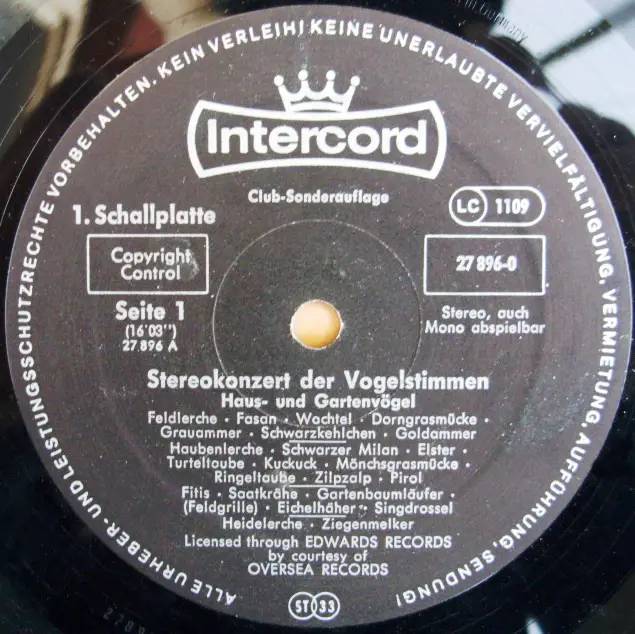 ALLE URHEBER- UND LEISTUNGSSCHUTZRECHTE VORBEHALTEN. KEIN VERLEIH! KEINE UNERLAUBTE VERVIELFÄLTIGUNG, VERMIETUNG, AUFFÜHRUNG, SENDUNG!
Intercord
Club-Sonderauflage
LC 1109
1. Schallplatte
Copyright
Control
27 896-0
Seite 1
(16'03")
27 896 A
Stereo, auch
Mono abspielbar
Stereokonzert der Vogelstimmen
Haus- und Gartenvögel
Feldlerche · Fasan · Wachtel · Dorngrasmücke ·
Grauammer · Schwarzkehlchen · Goldammer
Haubenlerche · Schwarzer Milan · Elster ·
Turteltaube · Kuckuck · Mönchsgrasmücke ·
Ringeltaube · Zilpzalp · Pirol
Fitis · Saatkrähe · Gartenbaumläufer ·
(Feldgrille) · Eichelhäher · Singdrossel
Heidelerche · Ziegenmelker
Licensed through EDWARDS RECORDS
by courtesy of
OVERSEA RECORDS
ST 33